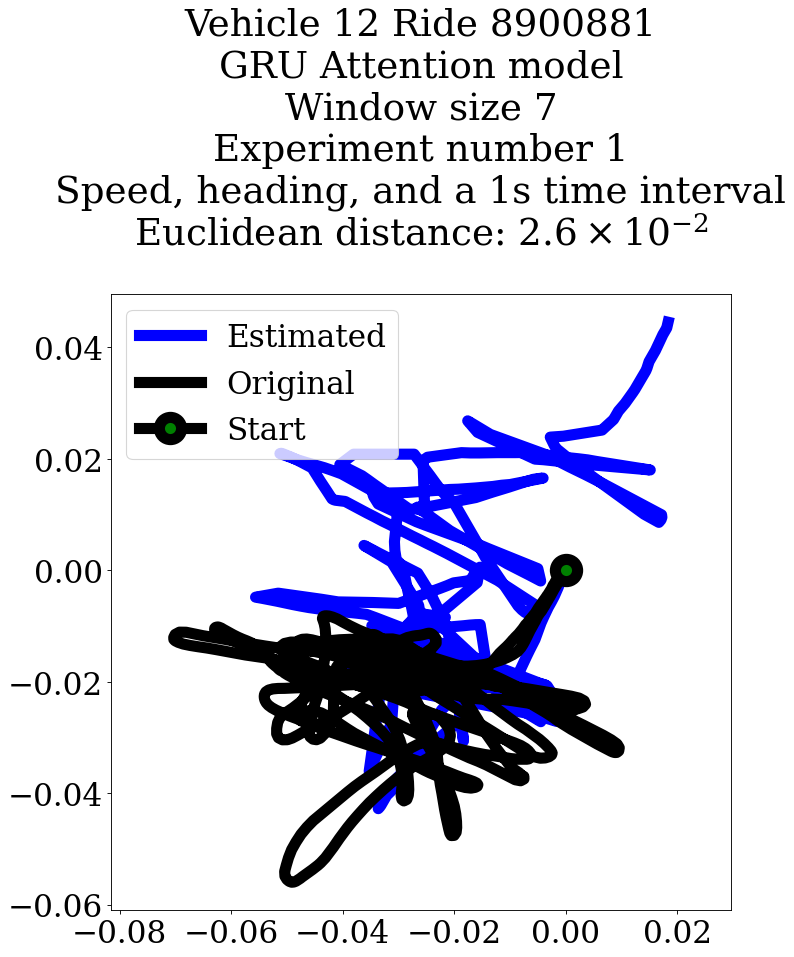 Vehicle 12 Ride 8900881
GRU Attention model
Window size 7
Experiment number 1
Speed, heading, and a 1s time interval
Euclidean distance: 2.6 × 10⁻²
Estimated
Original
Start
0.04
0.02
0.00
−0.02
−0.04
−0.06
−0.08
−0.06
−0.04
−0.02
0.00
0.02